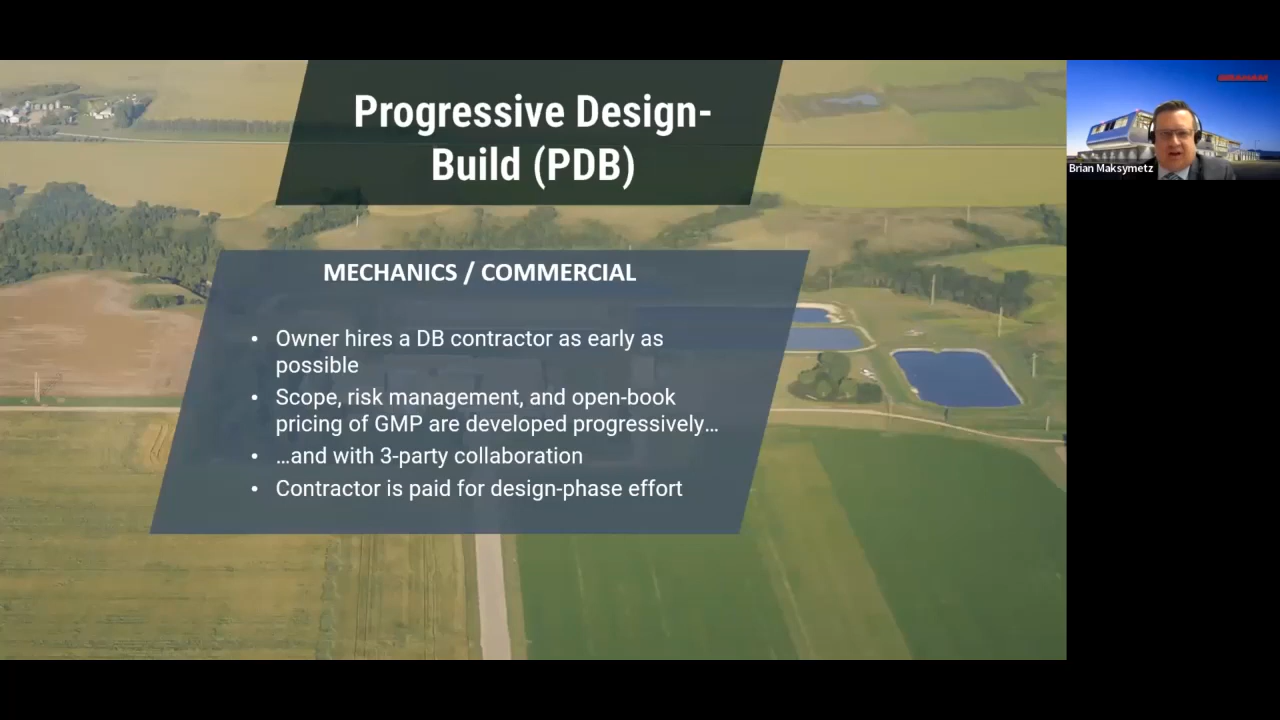 Progressive Design-
Build (PDB)
MECHANICS / COMMERCIAL
• Owner hires a DB contractor as early as
possible
• Scope, risk management, and open-book
pricing of GMP are developed progressively…
• …and with 3-party collaboration
• Contractor is paid for design-phase effort
Brian Maksymetz